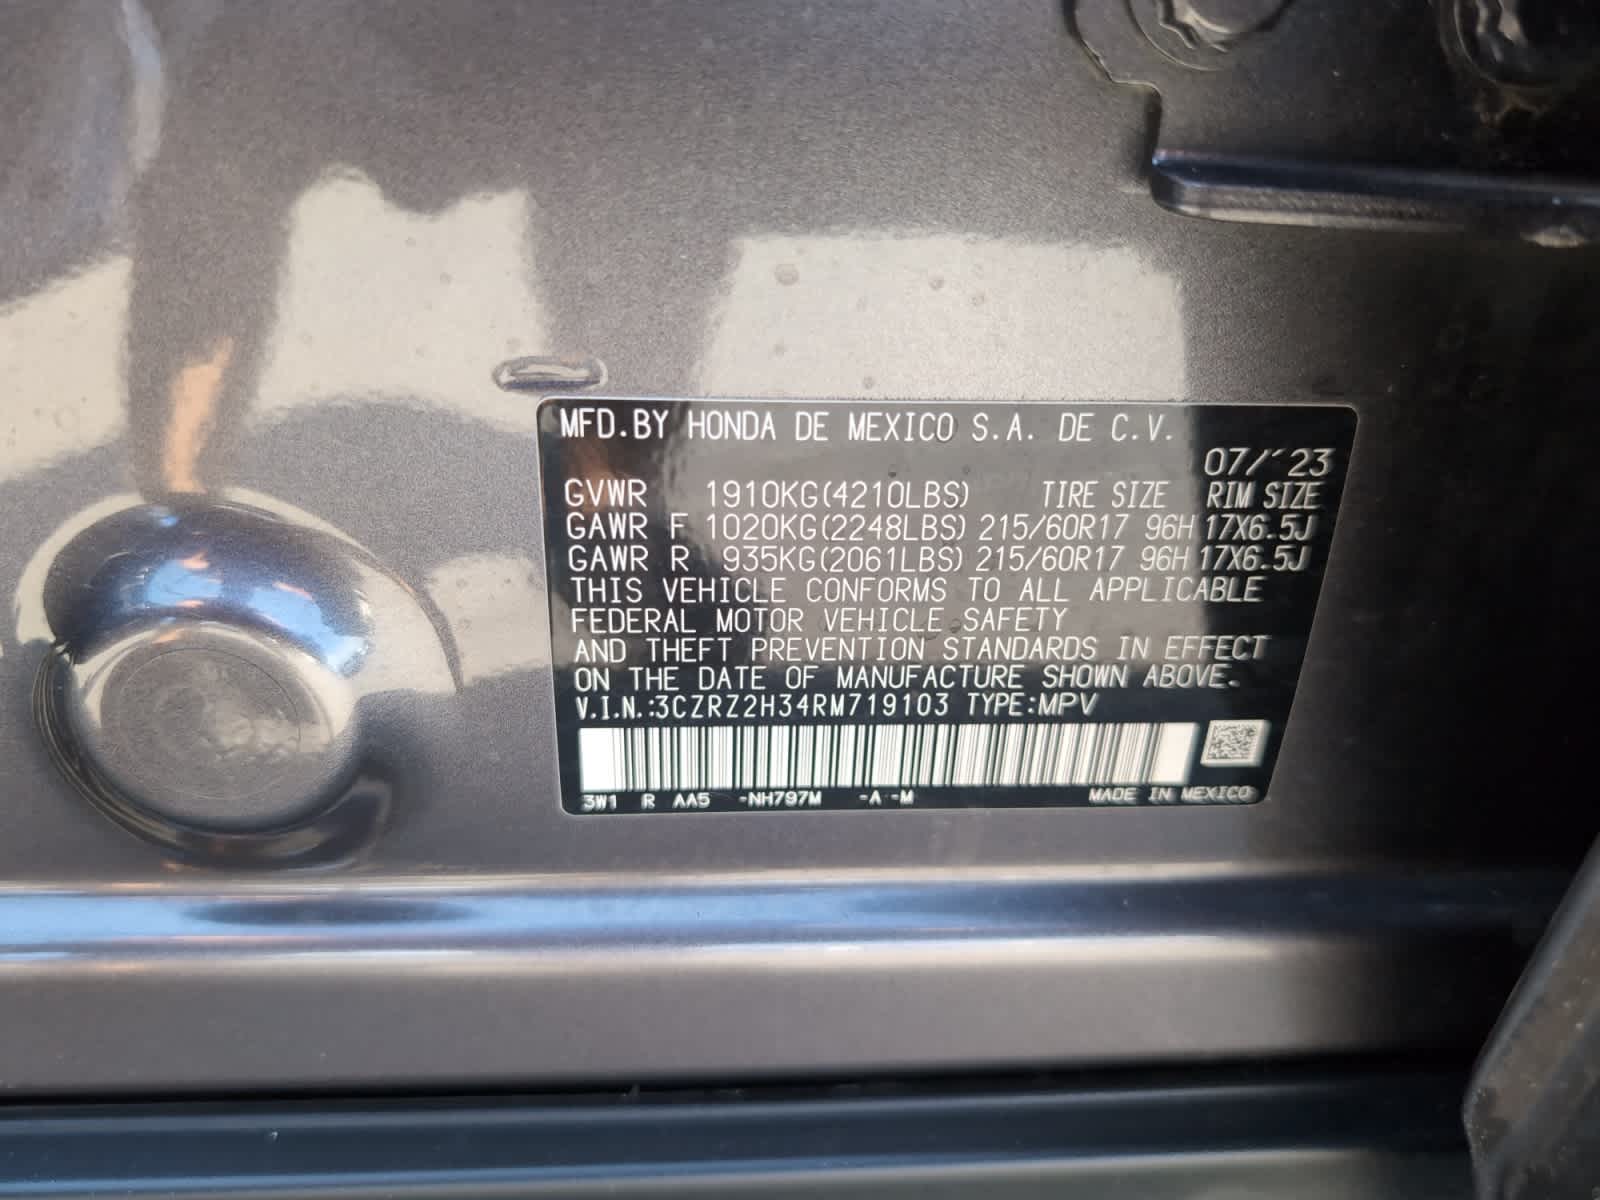 MFD.BY HONDA DE MEXICO S.A. DE C.V.
07/´23
GVWR 1910KG(4210LBS) TIRE SIZE RIM SIZE
GAWR F 1020KG(2248LBS) 215/60R17 96H 17X6.5J
GAWR R 935KG(2061LBS) 215/60R17 96H 17X6.5J
THIS VEHICLE CONFORMS TO ALL APPLICABLE
FEDERAL MOTOR VEHICLE SAFETY
AND THEFT PREVENTION STANDARDS IN EFFECT
ON THE DATE OF MANUFACTURE SHOWN ABOVE.
V.I.N.:3CZRZ2H34RM719103 TYPE:MPV
3W1 R AA5 -NH797M -A -M MADE IN MEXICO